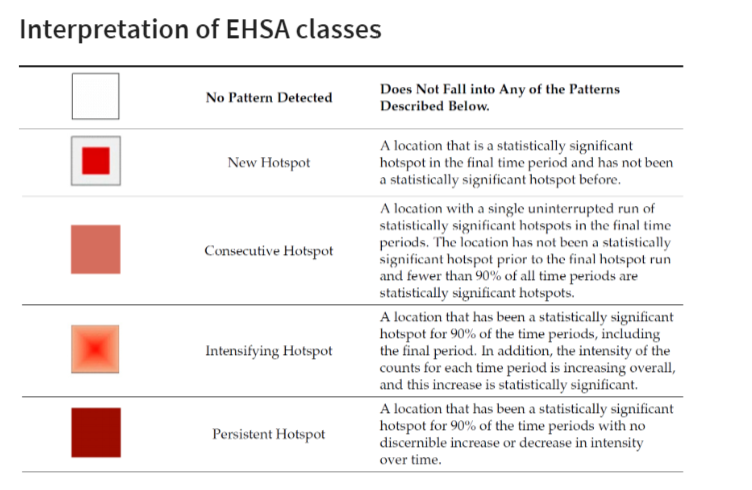 Interpretation of EHSA classes
No Pattern Detected
Does Not Fall into Any of the Patterns
Described Below.
New Hotspot
A location that is a statistically significant
hotspot in the final time period and has not been
a statistically significant hotspot before.
Consecutive Hotspot
A location with a single uninterrupted run of
statistically significant hotspots in the final time
periods. The location has not been a statistically
significant hotspot prior to the final hotspot run
and fewer than 90% of all time periods are
statistically significant hotspots.
Intensifying Hotspot
A location that has been a statistically significant
hotspot for 90% of the time periods, including
the final period. In addition, the intensity of the
counts for each time period is increasing overall,
and this increase is statistically significant.
Persistent Hotspot
A location that has been a statistically significant
hotspot for 90% of the time periods with no
discernible increase or decrease in intensity
over time.